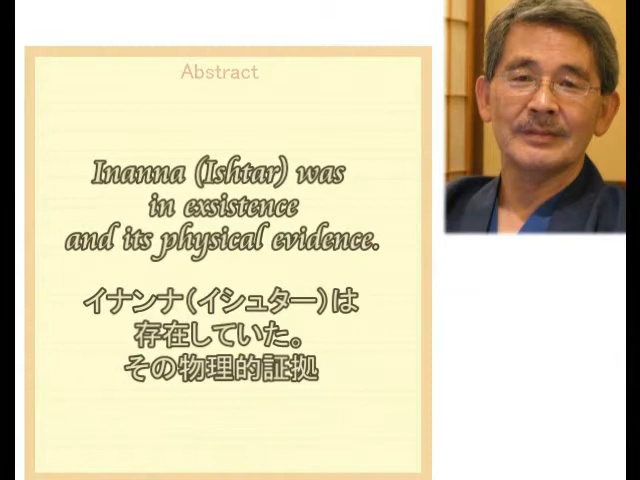 Abstract
Inanna (Ishtar) was
in exsistence
and its physical evidence.
イナンナ（イシュター）は
存在していた。
その物理的証拠